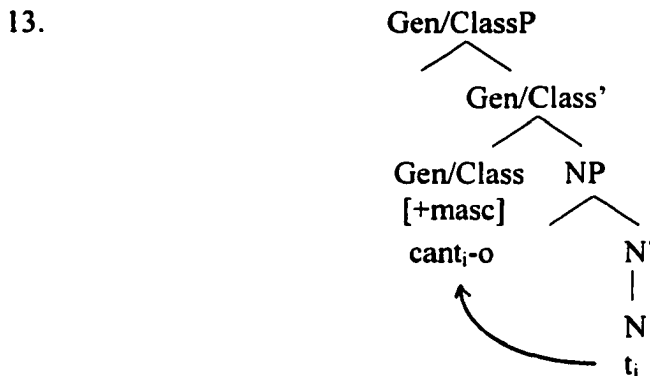 13.
Gen/ClassP
Gen/Class’
Gen/Class NP
[+masc]
cantᵢ-o N’
N
tᵢ